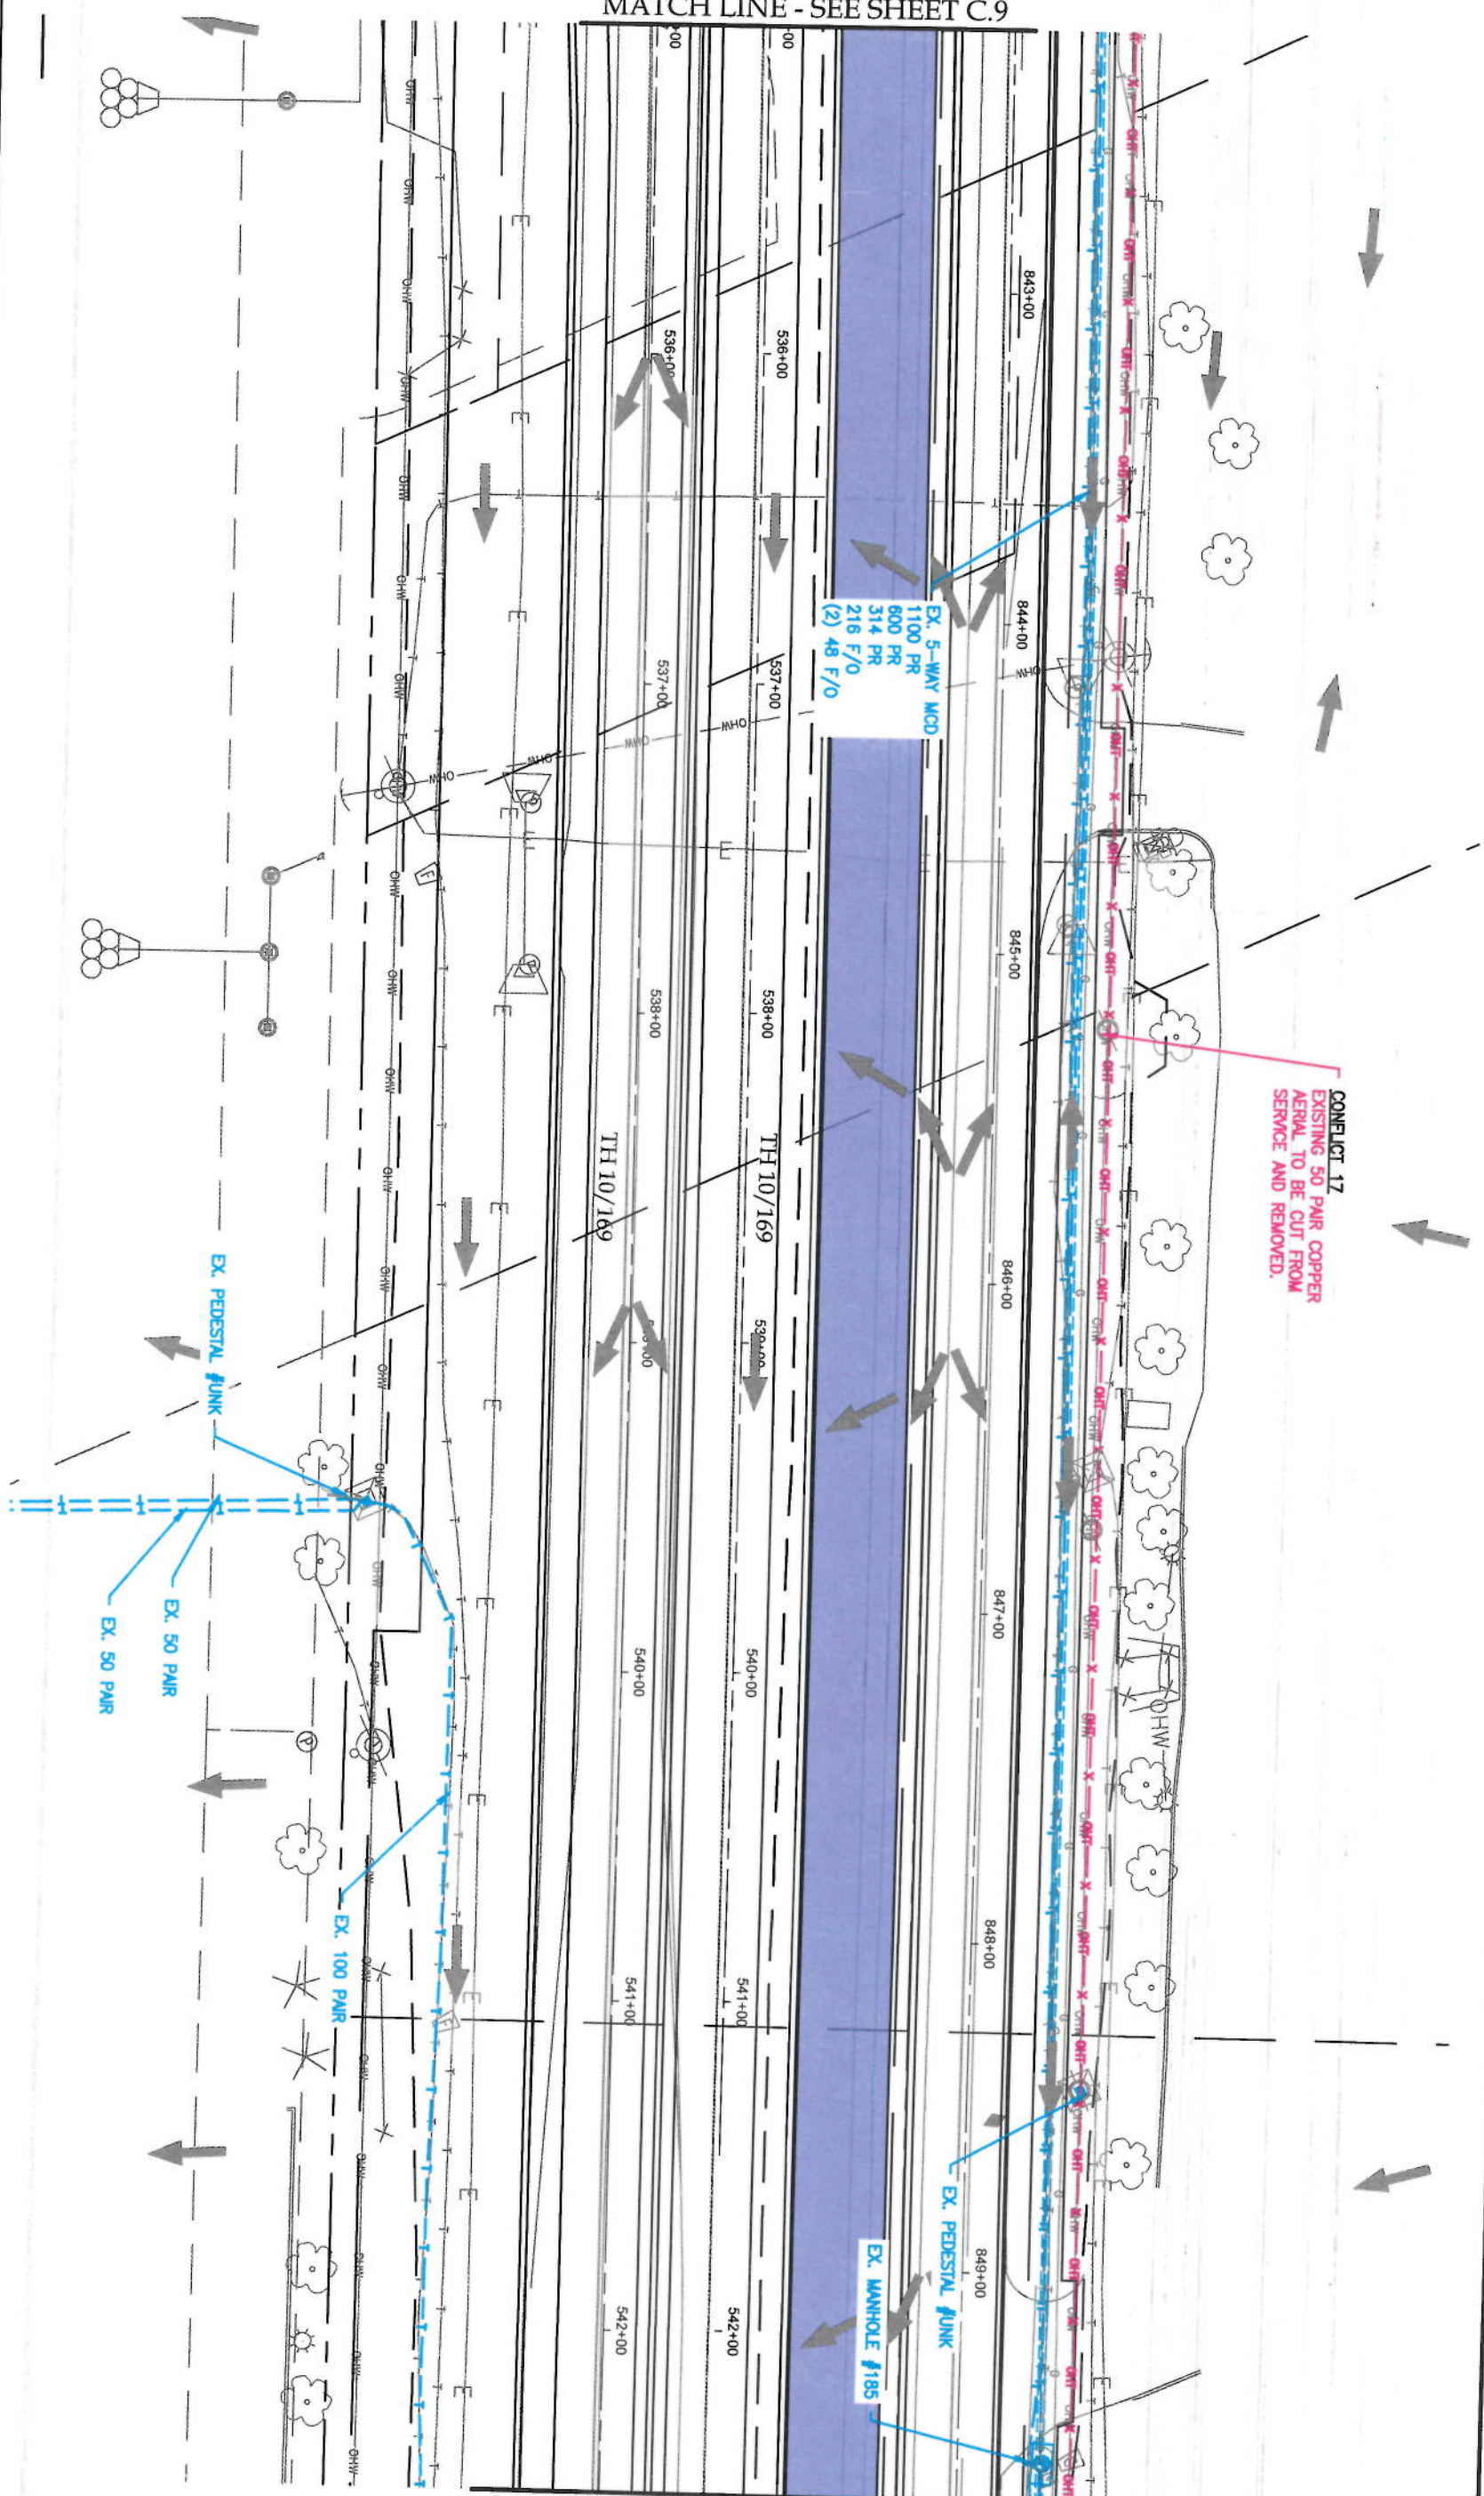 MATCH LINE - SEE SHEET C.9
CONFLICT 17
EXISTING 50 PAIR COPPER
AERIAL TO BE CUT FROM
SERVICE AND REMOVED.
843+00
844+00
845+00
846+00
847+00
848+00
849+00
EX. 5-WAY MCD
1100 PR
600 PR
314 PR
216 F/O
(2) 48 F/O
EX. PEDESTAL #UNK
EX. MANHOLE #185
OHW
536+00
537+00
538+00
TH 10/169
539+00
540+00
541+00
542+00
536+00
537+00
538+00
TH 10/169
540+00
541+00
542+00
EX. PEDESTAL #UNK
EX. 50 PAIR
EX. 50 PAIR
EX. 100 PAIR